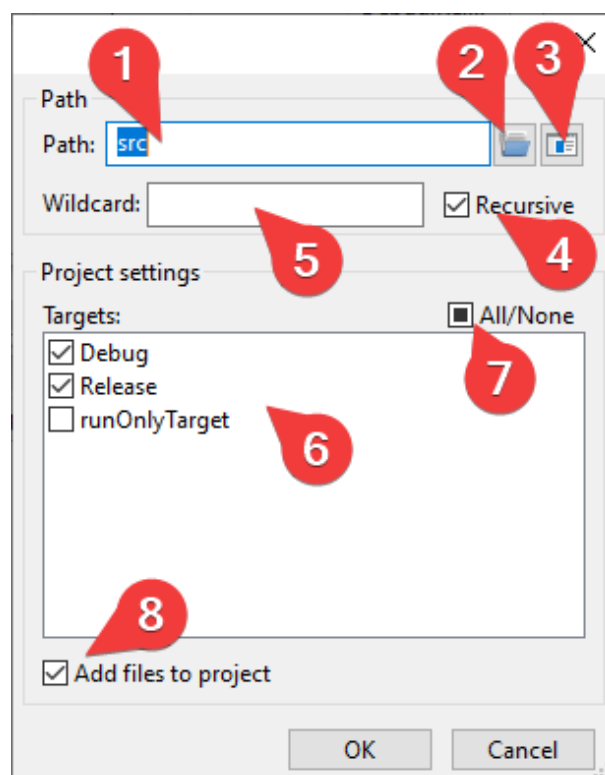 1
2
3
Path
Path: src
Wildcard:
Recursive
5
4
Project settings
Targets:
All/None
Debug
Release
runOnlyTarget
7
6
8
Add files to project
OK
Cancel